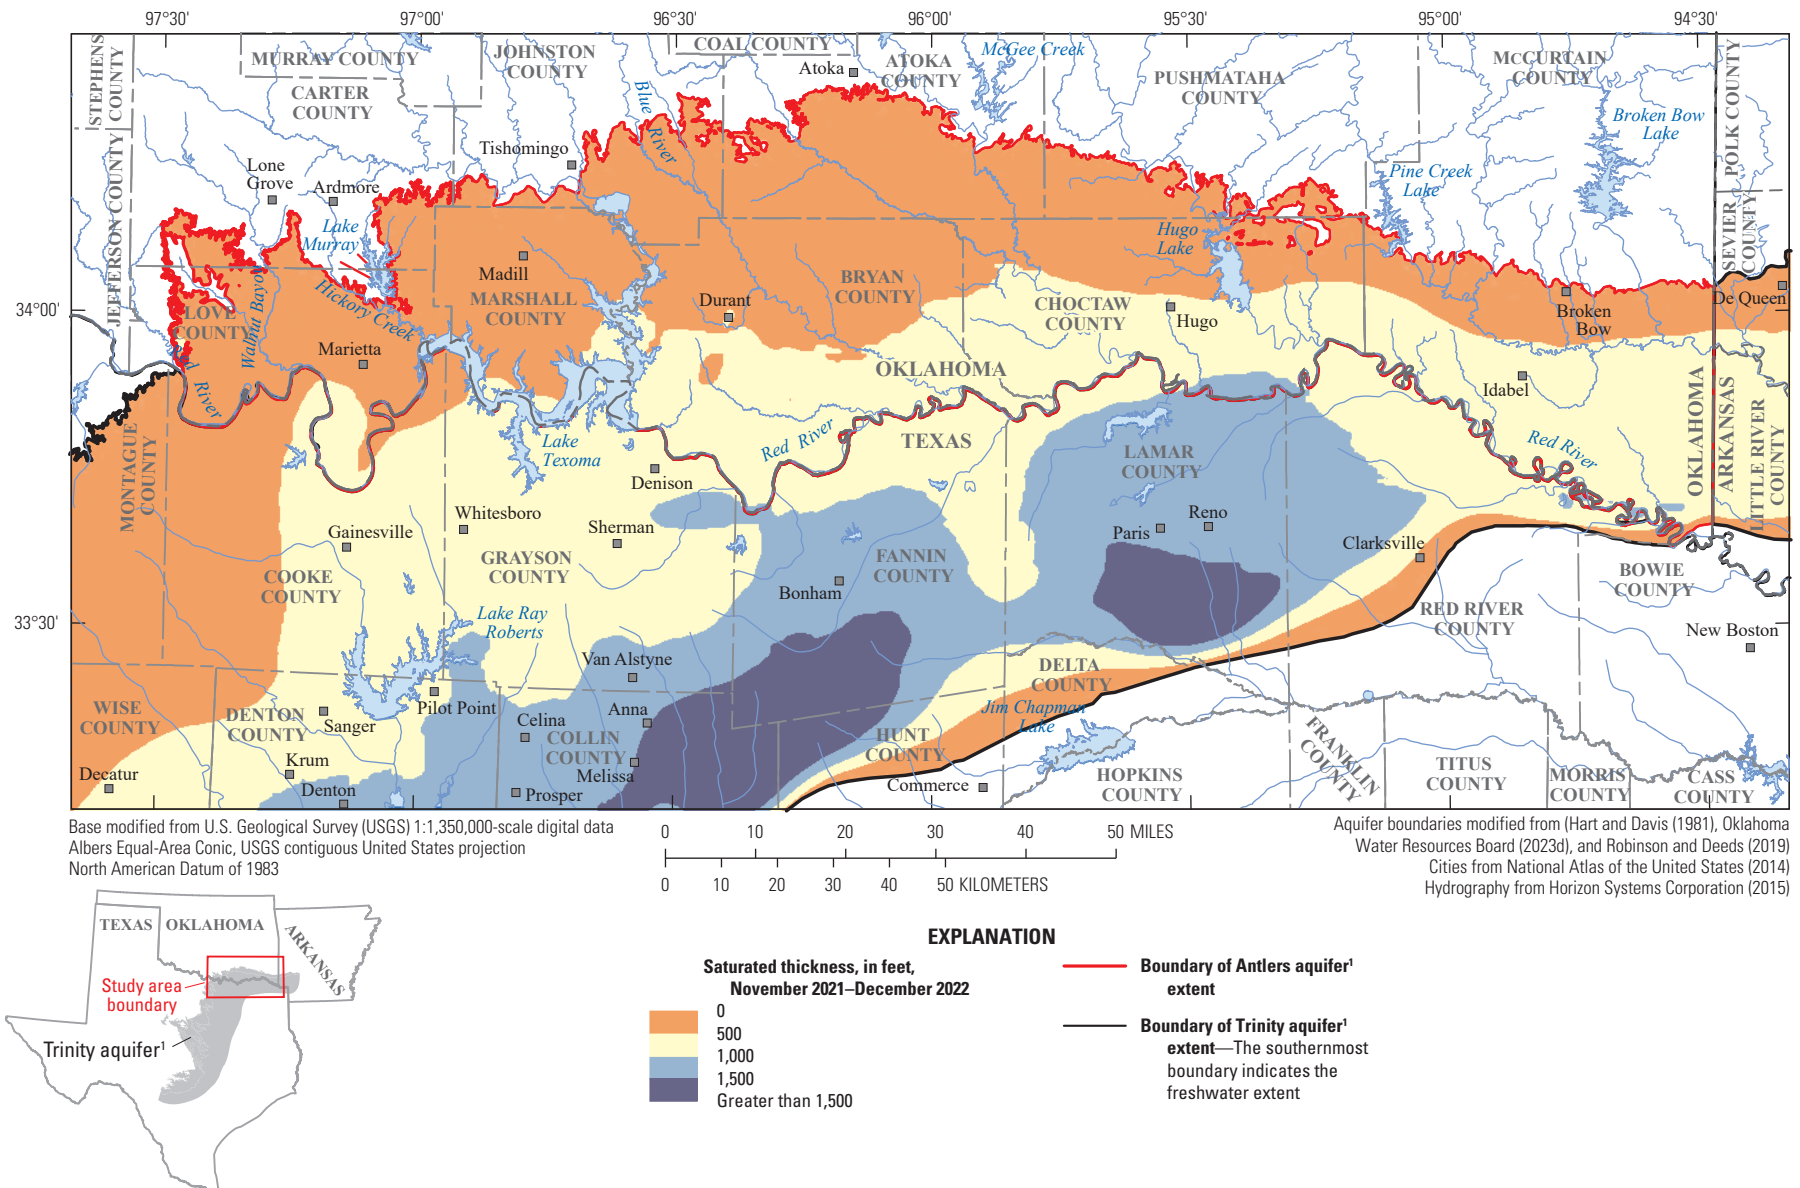 97°30'
97°00'
96°30'
96°00'
95°30'
95°00'
94°30'
34°00'
33°30'
STEPHENS
COUNTY
JEFFERSON COUNTY
MURRAY COUNTY
CARTER
COUNTY
JOHNSTON
COUNTY
COAL COUNTY
Atoka
ATOKA
COUNTY
McGee Creek
PUSHMATAHA
COUNTY
McCURTAIN
COUNTY
Broken Bow
Lake
POLK COUNTY
SEVIER
COUNTY
Blue River
Tishomingo
Lone
Grove
Ardmore
Lake
Murray
Pine Creek
Lake
Hugo
Lake
Madill
MARSHALL
COUNTY
Hickory Creek
Walnut Bayou
LOVE
COUNTY
Red River
Marietta
Durant
BRYAN
COUNTY
CHOCTAW
COUNTY
Hugo
Broken
Bow
De Queen
OKLAHOMA
Idabel
OKLAHOMA
ARKANSAS
LITTLE RIVER
COUNTY
Red River
TEXAS
Red River
Lake
Texoma
MONTAGUE
COUNTY
Denison
LAMAR
COUNTY
Whitesboro
Sherman
Gainesville
GRAYSON
COUNTY
COOKE
COUNTY
Reno
Paris
Clarksville
FANNIN
COUNTY
Bonham
BOWIE
COUNTY
RED RIVER
COUNTY
New Boston
Lake Ray
Roberts
Van Alstyne
DELTA
COUNTY
WISE
COUNTY
DENTON
COUNTY
Sanger
Pilot Point
Anna
Celina
COLLIN
COUNTY
Melissa
Jim Chapman
Lake
HUNT
COUNTY
Krum
Decatur
Denton
Prosper
Commerce
HOPKINS
COUNTY
FRANKLIN
COUNTY
TITUS
COUNTY
MORRIS
COUNTY
CASS
COUNTY
Base modified from U.S. Geological Survey (USGS) 1:1,350,000-scale digital data
Albers Equal-Area Conic, USGS contiguous United States projection
North American Datum of 1983
0 10 20 30 40 50 MILES
0 10 20 30 40 50 KILOMETERS
Aquifer boundaries modified from (Hart and Davis (1981), Oklahoma
Water Resources Board (2023d), and Robinson and Deeds (2019)
Cities from National Atlas of the United States (2014)
Hydrography from Horizon Systems Corporation (2015)
TEXAS
OKLAHOMA
ARKANSAS
Study area
boundary
Trinity aquifer¹
EXPLANATION
Saturated thickness, in feet,
November 2021–December 2022
0
500
1,000
1,500
Greater than 1,500
Boundary of Antlers aquifer¹
extent
Boundary of Trinity aquifer¹
extent—The southernmost
boundary indicates the
freshwater extent